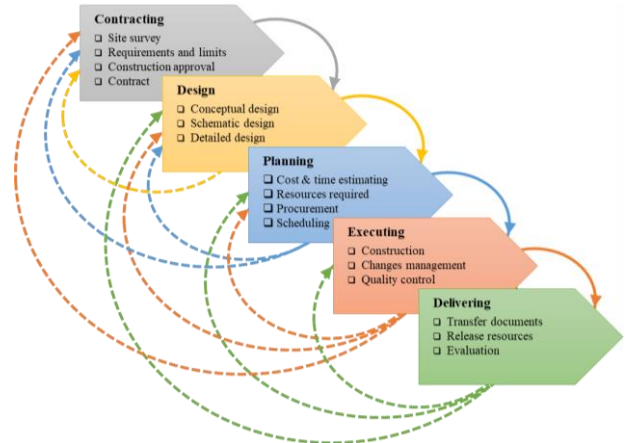 Contracting
❑ Site survey
❑ Requirements and limits
❑ Construction approval
❑ Contract
Design
❑ Conceptual design
❑ Schematic design
❑ Detailed design
Planning
❑ Cost & time estimating
❑ Resources required
❑ Procurement
❑ Scheduling
Executing
❑ Construction
❑ Changes management
❑ Quality control
Delivering
❑ Transfer documents
❑ Release resources
❑ Evaluation